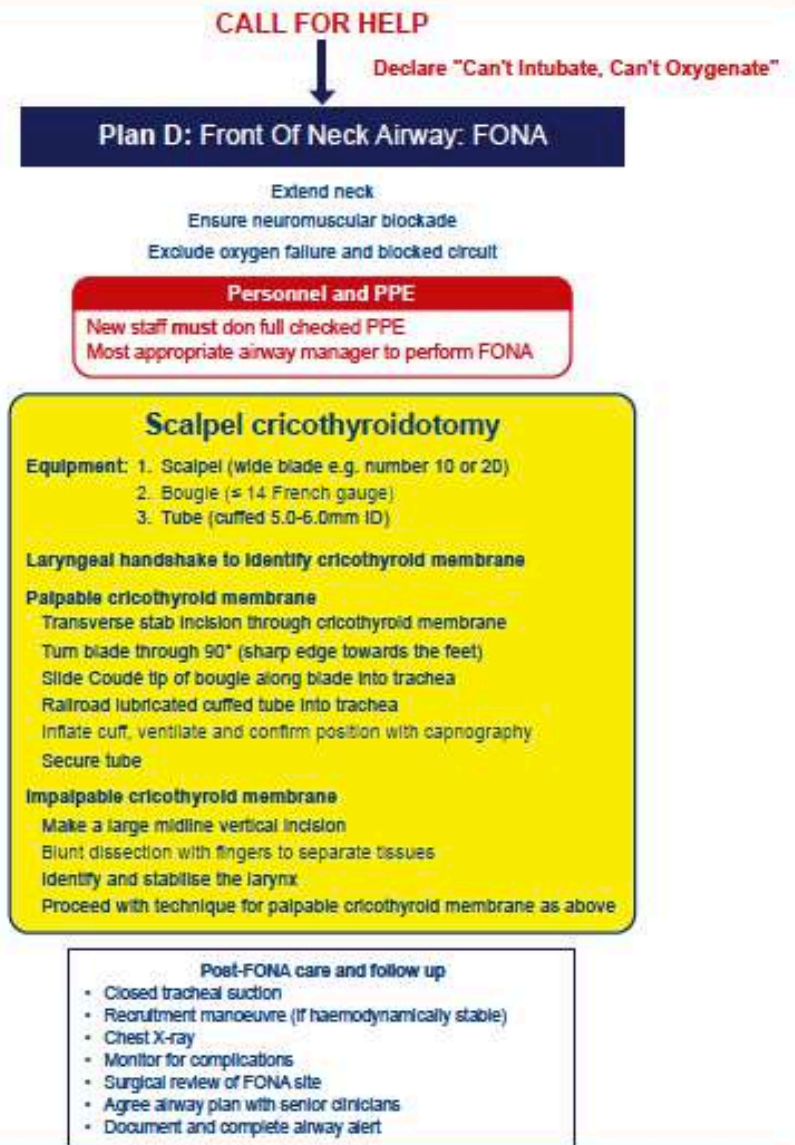 CALL FOR HELP
Declare "Can't Intubate, Can't Oxygenate"
Plan D: Front Of Neck Airway: FONA
Extend neck
Ensure neuromuscular blockade
Exclude oxygen failure and blocked circuit
Personnel and PPE
New staff must don full checked PPE
Most appropriate airway manager to perform FONA
Scalpel cricothyroidotomy
Equipment: 1. Scalpel (wide blade e.g. number 10 or 20)
2. Bougie (≤ 14 French gauge)
3. Tube (cuffed 5.0-6.0mm ID)
Laryngeal handshake to identify cricothyroid membrane
Palpable cricothyroid membrane
Transverse stab incision through cricothyroid membrane
Turn blade through 90° (sharp edge towards the feet)
Slide Coudé tip of bougie along blade into trachea
Railroad lubricated cuffed tube into trachea
Inflate cuff, ventilate and confirm position with capnography
Secure tube
Impalpable cricothyroid membrane
Make a large midline vertical incision
Blunt dissection with fingers to separate tissues
Identify and stabilise the larynx
Proceed with technique for palpable cricothyroid membrane as above
Post-FONA care and follow up
• Closed tracheal suction
• Recruitment manoeuvre (if haemodynamically stable)
• Chest X-ray
• Monitor for complications
• Surgical review of FONA site
• Agree airway plan with senior clinicians
• Document and complete airway alert